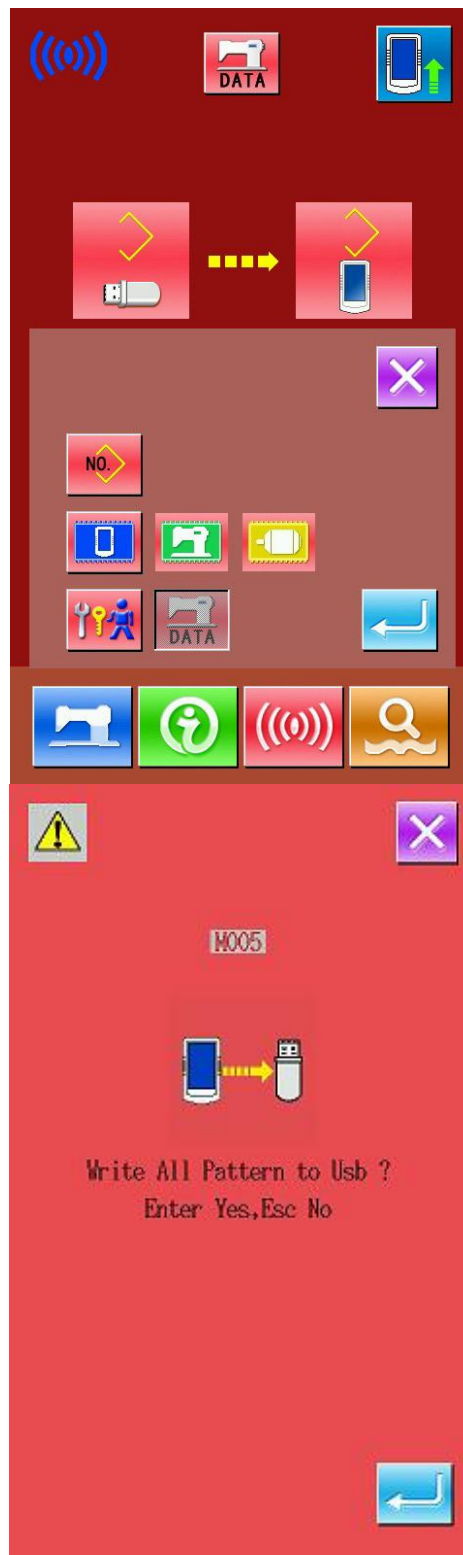 DATA
NO.
DATA
M005
Write All Pattern to Usb ?
Enter Yes,Esc No